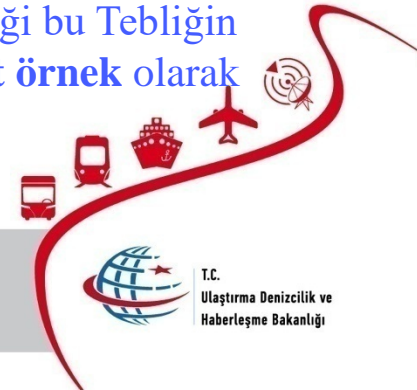 ği bu Tebliğin
örnek olarak
T.C.
Ulaştırma Denizcilik ve
Haberleşme Bakanlığı